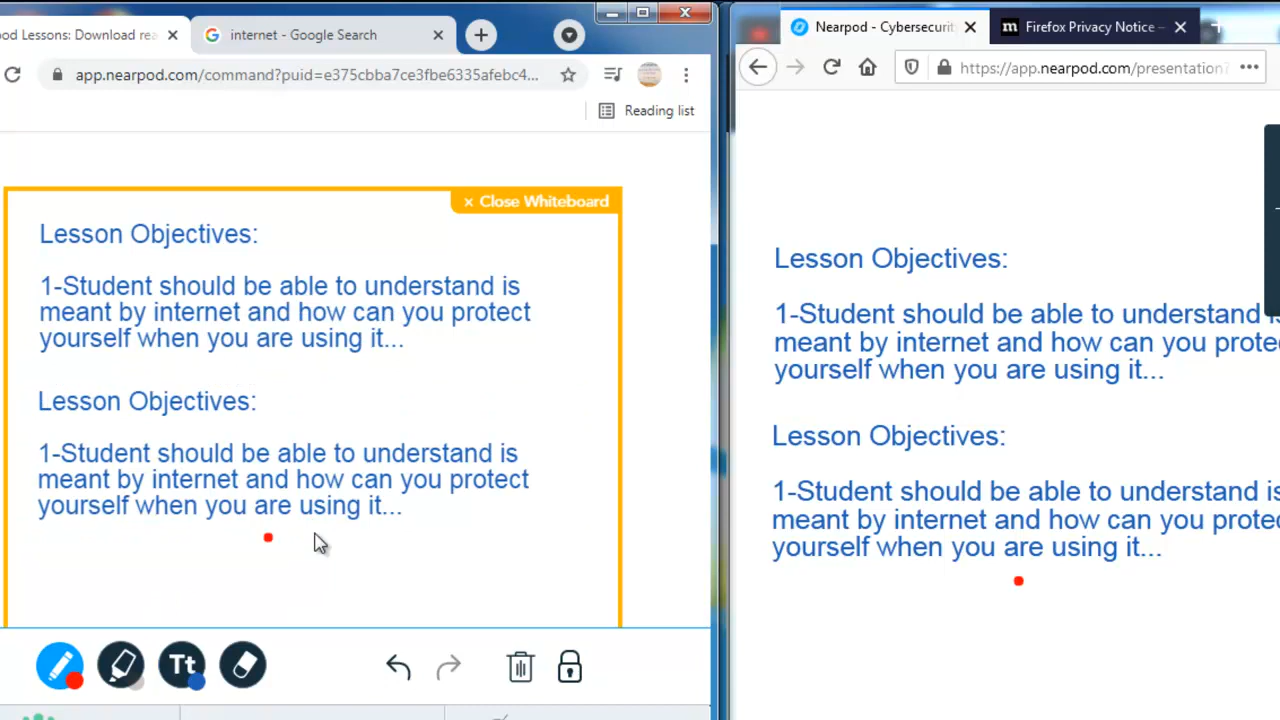 od Lessons: Download rea
internet - Google Search
app.nearpod.com/command?puid=e375cbba7ce3fbe6335afebc4...
Reading list
× Close Whiteboard
Lesson Objectives:
1-Student should be able to understand is
meant by internet and how can you protect
yourself when you are using it...
Lesson Objectives:
1-Student should be able to understand is
meant by internet and how can you protect
yourself when you are using it...
Tt
Nearpod - Cybersecurity
m Firefox Privacy Notice –
https://app.nearpod.com/presentation?
Lesson Objectives:
1-Student should be able to understand is
meant by internet and how can you prote
yourself when you are using it...
Lesson Objectives:
1-Student should be able to understand is
meant by internet and how can you prote
yourself when you are using it...